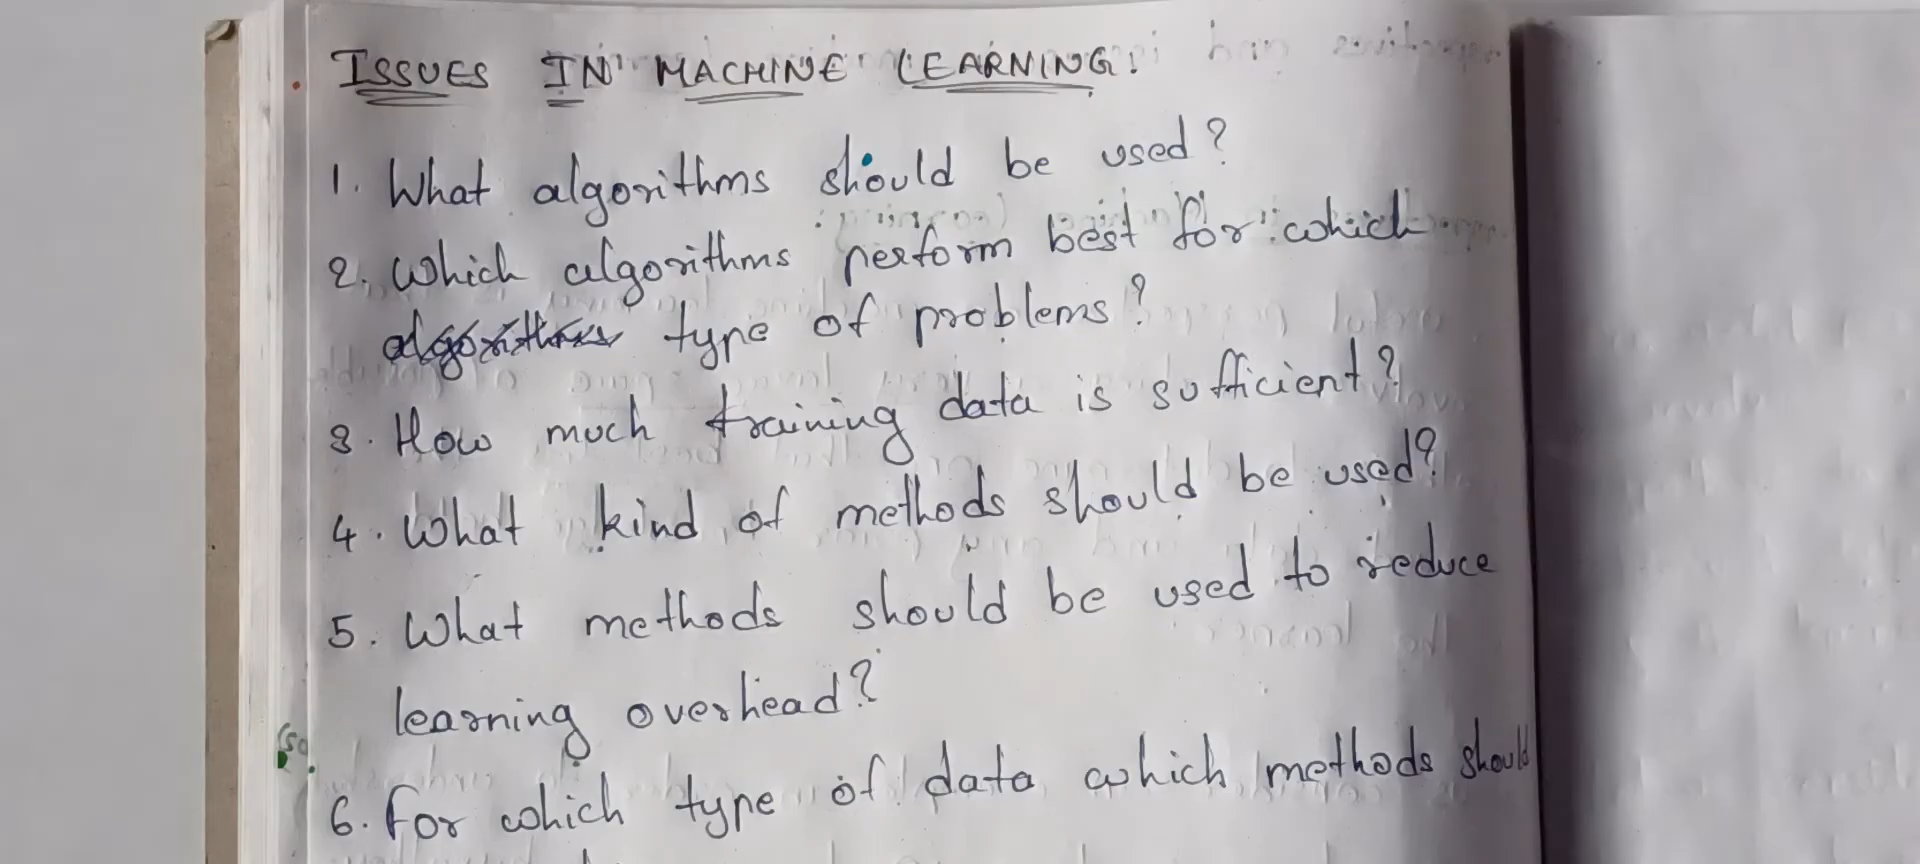 ISSUES IN MACHINE LEARNING:
1. What algorithms should be used?
2. Which algorithms perform best for which
algorithms type of problems?
3. How much training data is sufficient?
4. What kind of methods should be used?
5. What methods should be used to reduce
learning overhead?
6. For which type of data which methods should